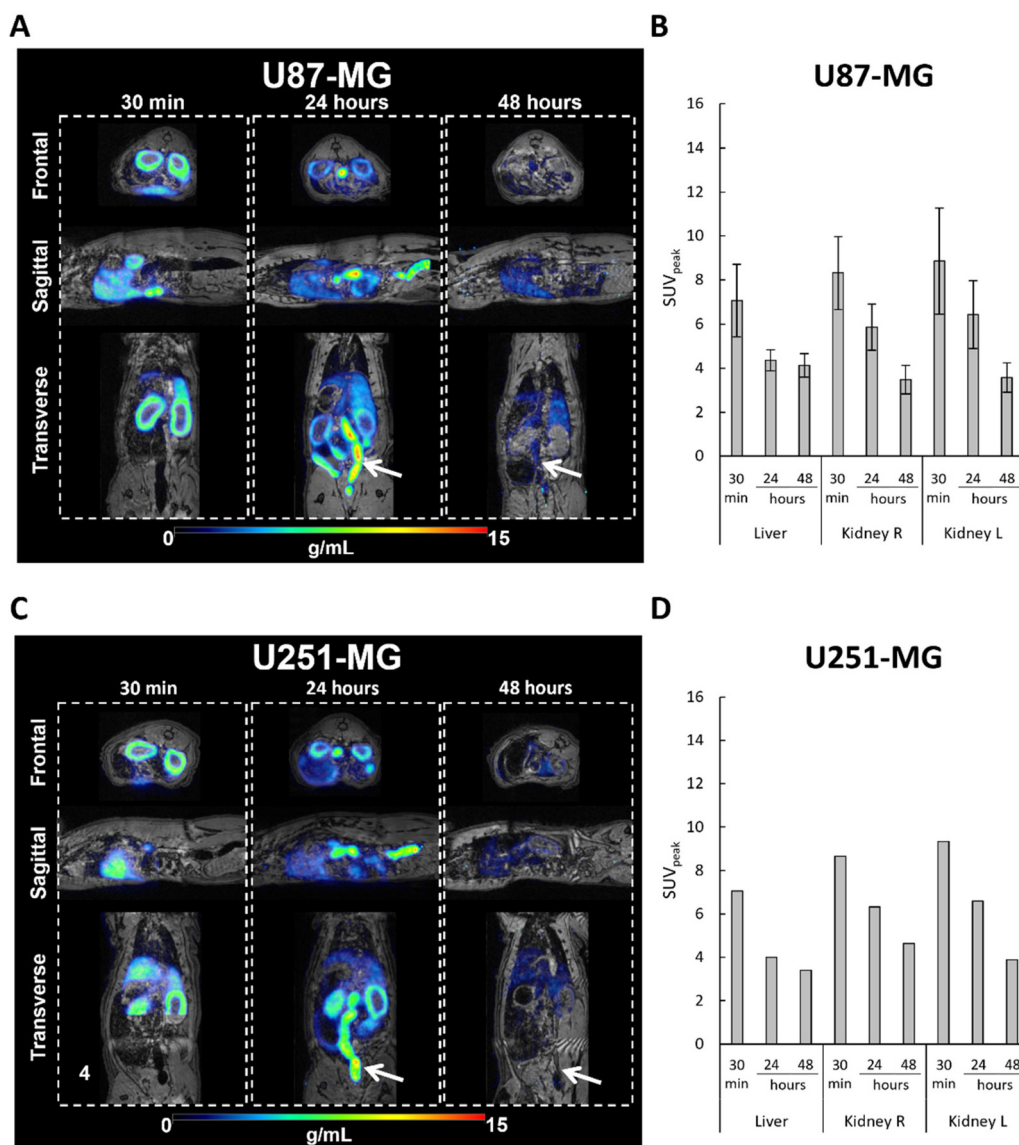 A
U87-MG
30 min 24 hours 48 hours
Frontal
Sagittal
Transverse
0 15
g/mL
B
U87-MG
16
14
12
10
8
6
4
2
0
SUVpeak
30 24 48 30 24 48 30 24 48
min hours min hours min hours
Liver Kidney R Kidney L
C
U251-MG
30 min 24 hours 48 hours
Frontal
Sagittal
Transverse
4
0 15
g/mL
D
U251-MG
16
14
12
10
8
6
4
2
0
SUVpeak
30 24 48 30 24 48 30 24 48
min hours min hours min hours
Liver Kidney R Kidney L